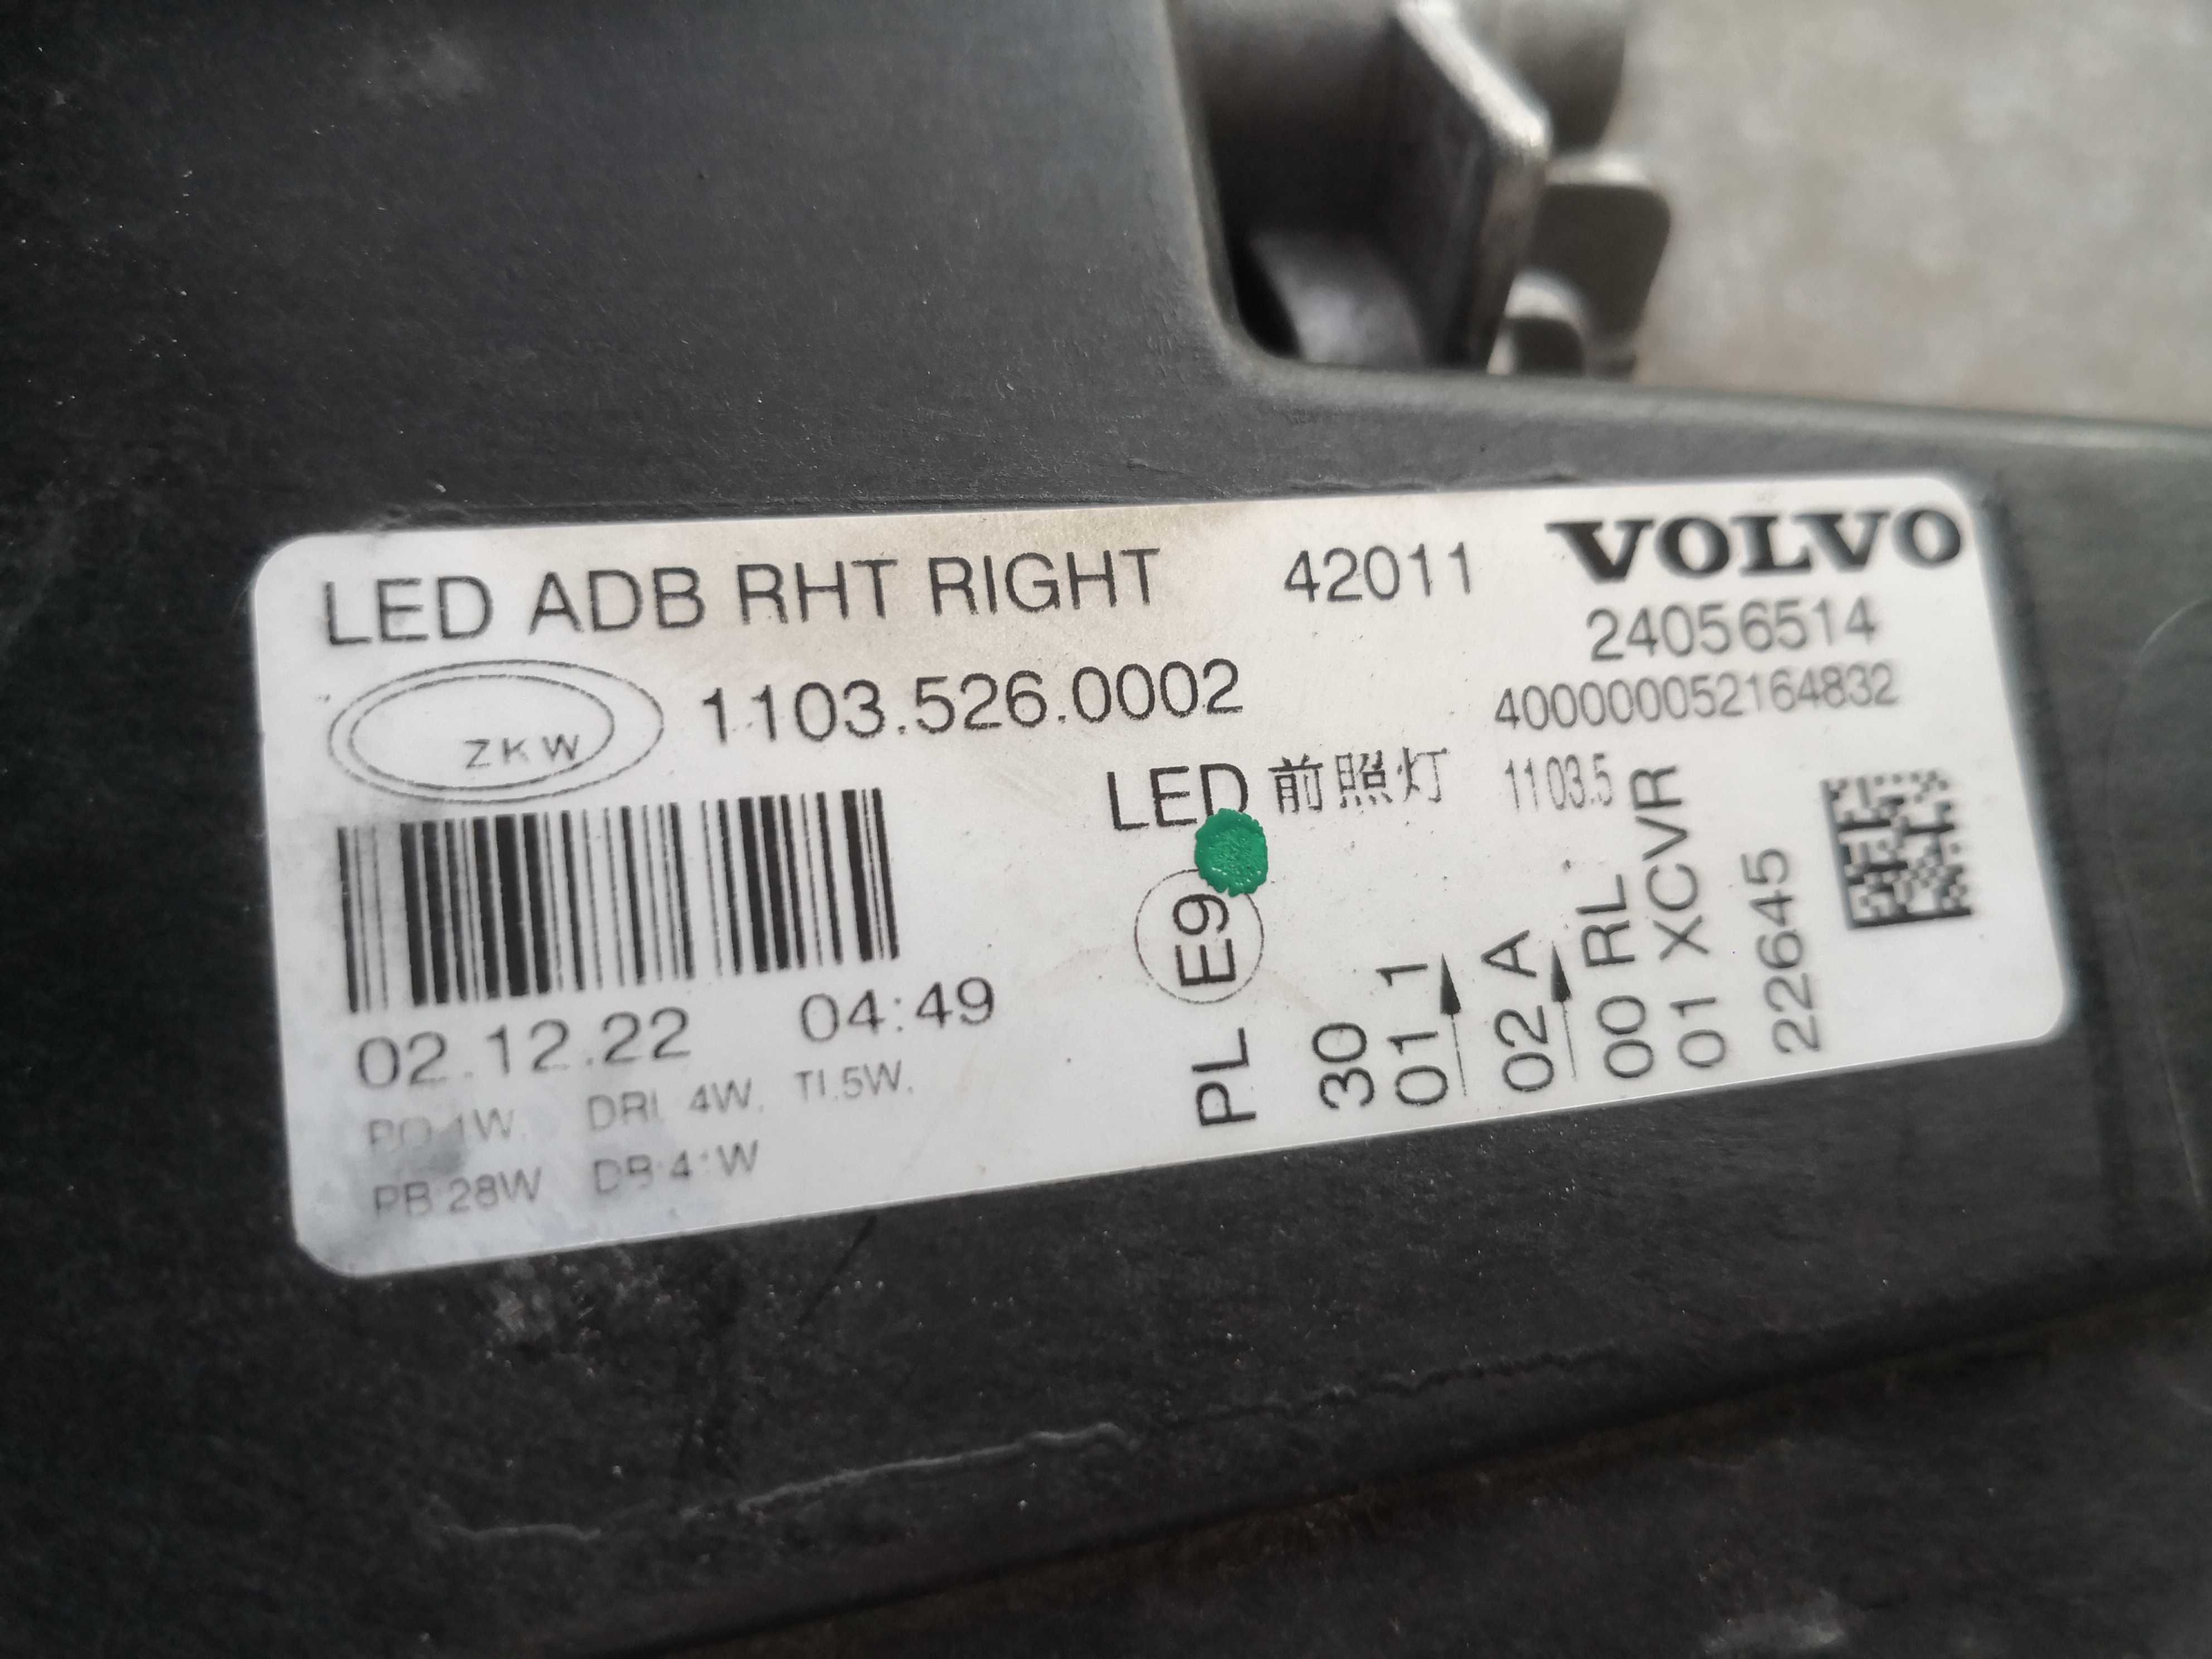 LED ADB RHT RIGHT 42011 VOLVO
24056514
ZKW 1103.526.0002
400000052164832
LED 前照灯 1103.5
02.12.22 04:49
PO 1W. DRL 4W. TI.5W.
PB 28W
PL E9
30
01 1
02 A
00 RL
01 XCVR
22645